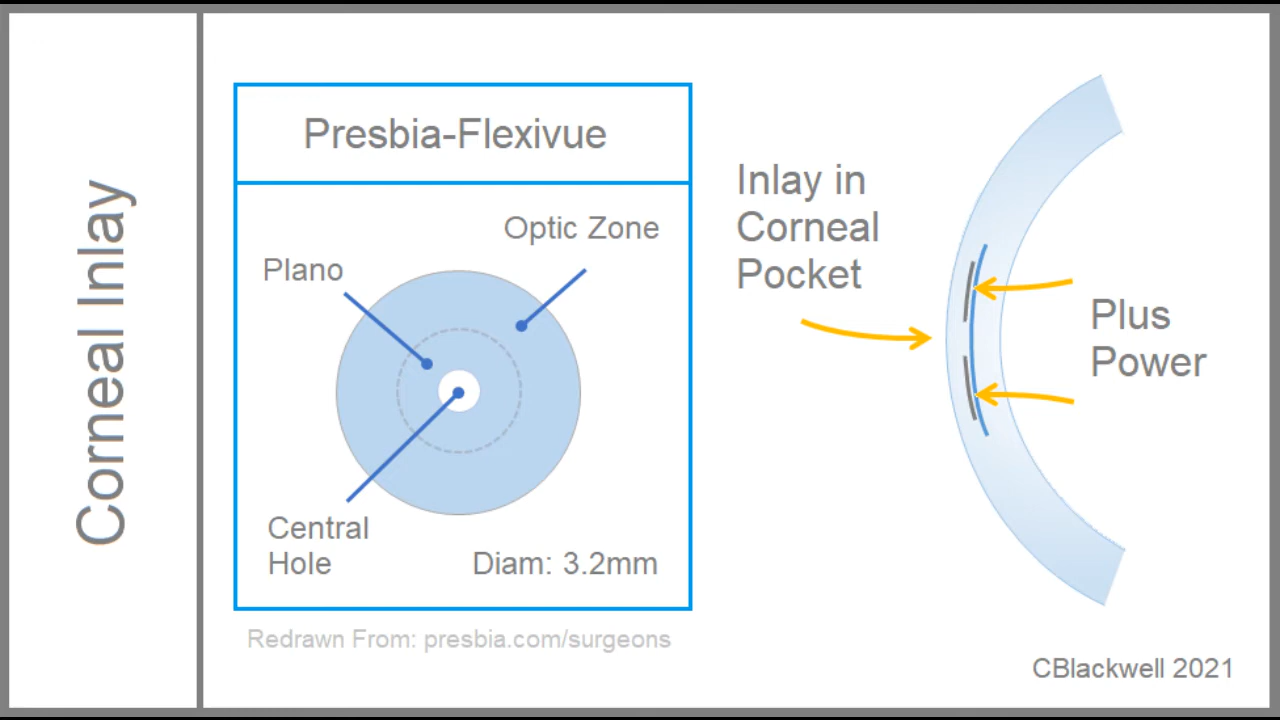 Corneal Inlay
Presbia-Flexivue
Optic Zone
Plano
Central
Hole
Diam: 3.2mm
Redrawn From: presbia.com/surgeons
Inlay in
Corneal
Pocket
Plus
Power
CBlackwell 2021